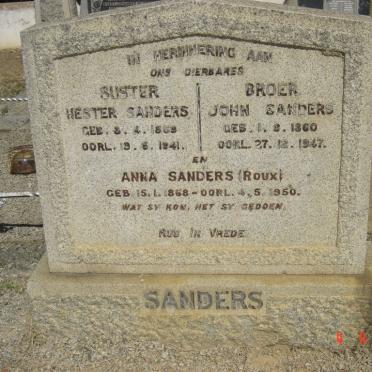 IN HERINNERING AAN
ONS DIERBARES
SUSTER
HESTER SANDERS
GEB. 8. 4. 1859
OORL. 19. 6. 1941.
BROER
JOHN SANDERS
GEB. 1. 9. 1860
OORL. 27. 12. 1947.
EN
ANNA SANDERS (ROUX)
GEB. 15. 1. 1868 - OORL. 4. 5. 1950.
WAT SY KON, HET SY GEDOEN.
RUS IN VREDE
SANDERS